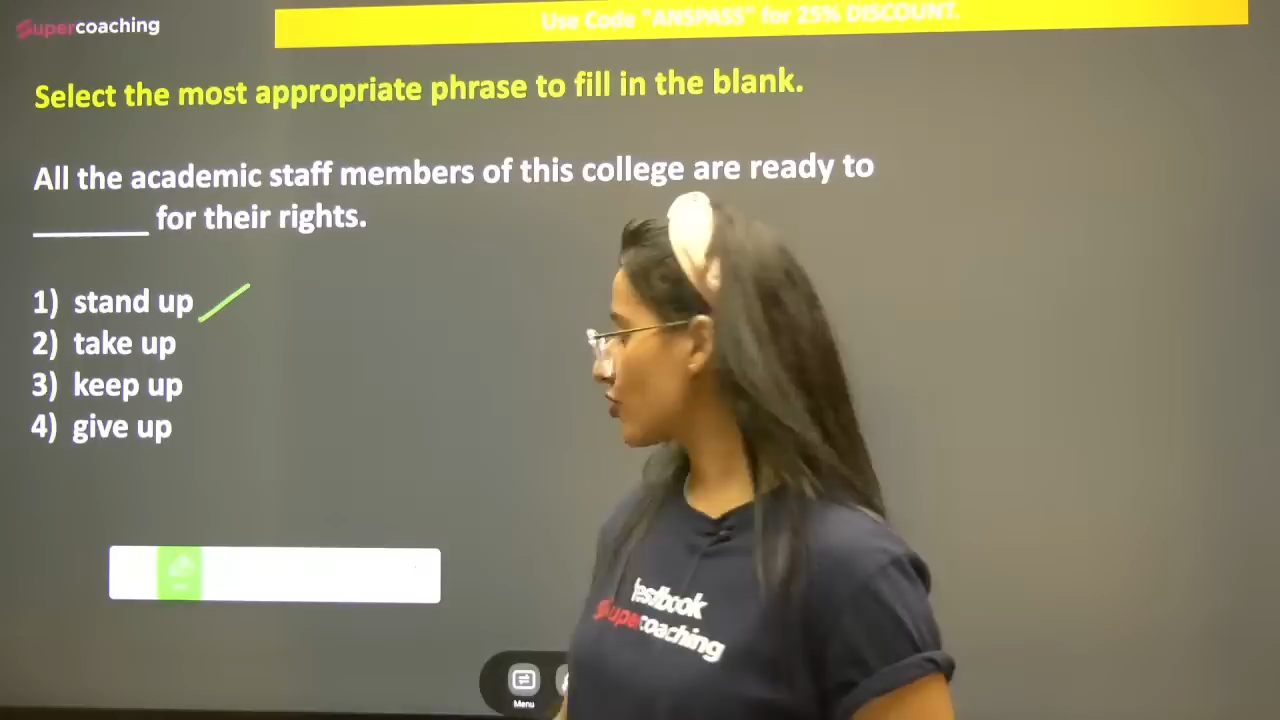 Supercoaching
Use Code "ANSPASS" for 25% DISCOUNT.
Select the most appropriate phrase to fill in the blank.
All the academic staff members of this college are ready to
_______ for their rights.
1) stand up
2) take up
3) keep up
4) give up
testbook
Supercoaching
Menu